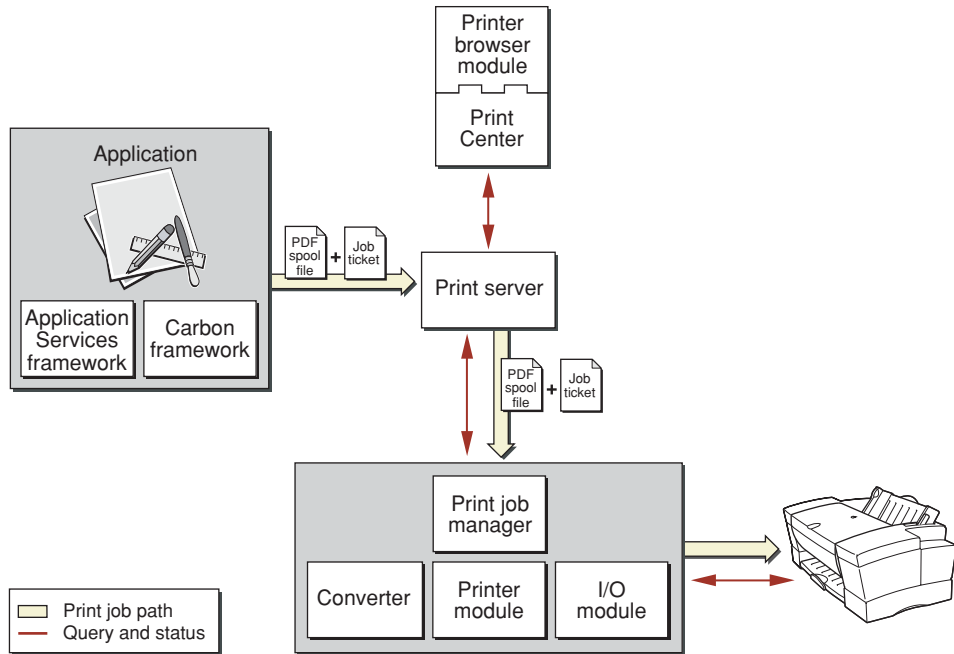 Printer
browser
module
Print
Center
Application
PDF
spool
file
+
Job
ticket
Print server
Application
Services
framework
Carbon
framework
PDF
spool
file
+
Job
ticket
Print job
manager
Converter
Printer
module
I/O
module
Print job path
Query and status